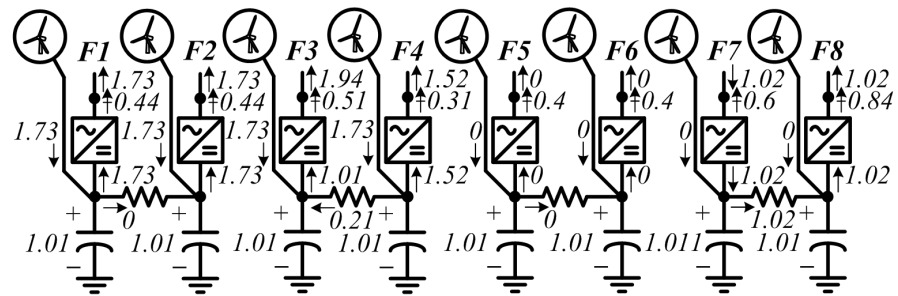 F1 F2 F3 F4 F5 F6 F7 F8
1.73 1.73 1.94 1.52 0 0 1.02 1.02
0.44 0.44 0.51 0.31 0.4 0.4 0.6 0.84
1.73 1.73 1.73 1.73 0 0 0 0
1.73 1.73 1.01 1.52 0 0 1.02 1.02
+ 0 + + 0.21 + + 0 + + 1.02 +
1.01 1.01 1.01 1.01 1.01 1.01 1.011 1.01
− − − − − − − −